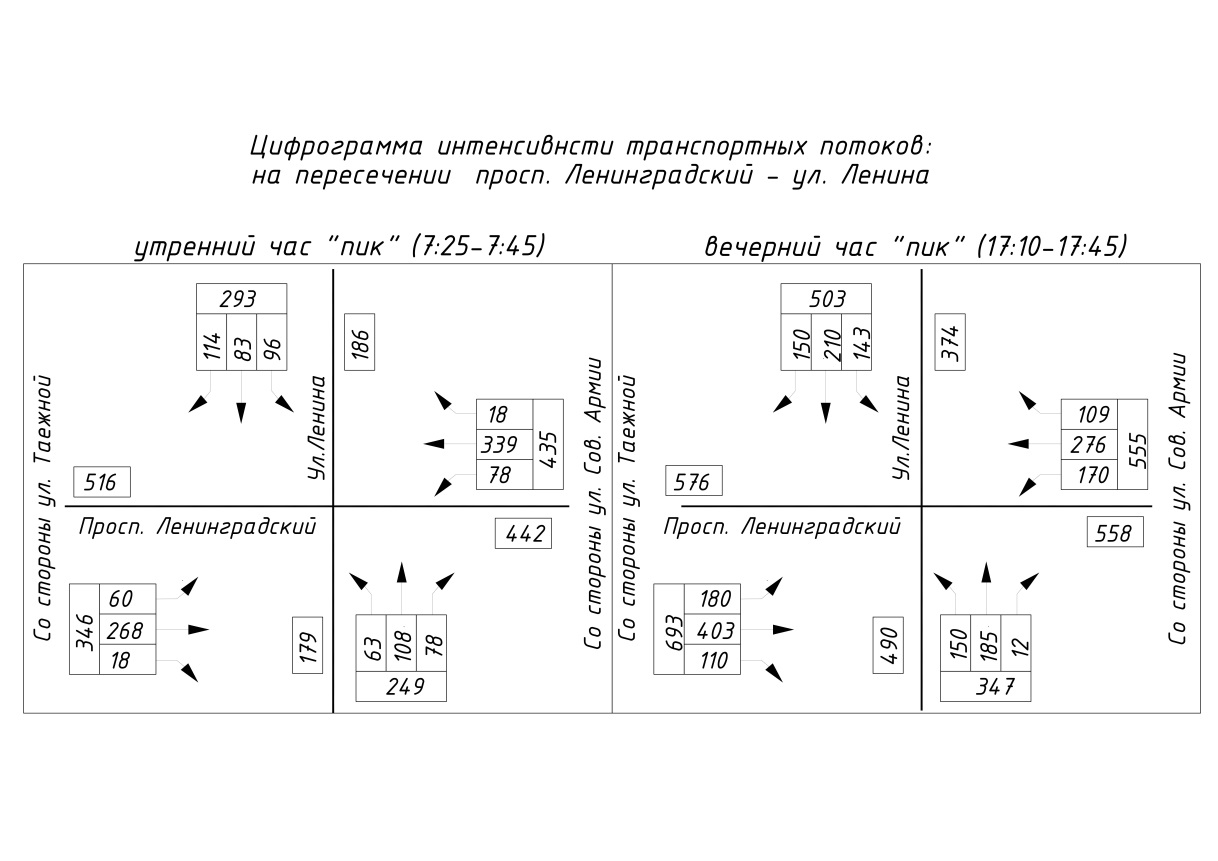 Цифрограмма интенсивнсти транспортных потоков:
на пересечении просп. Ленинградский - ул. Ленина
утренний час "пик" (7:25-7:45)
293
114 83 96
186
Ул.Ленина
Со стороны ул. Таежной
516
18
339
78
435
Со стороны ул. Сов. Армии
Просп. Ленинградский
442
346
60
268
18
179
63 108 78
249
вечерний час "пик" (17:10-17:45)
503
150 210 143
374
Ул.Ленина
Со стороны ул. Таежной
576
109
276
170
555
Со стороны ул. Сов. Армии
Просп. Ленинградский
558
693
180
403
110
490
150 185 12
347